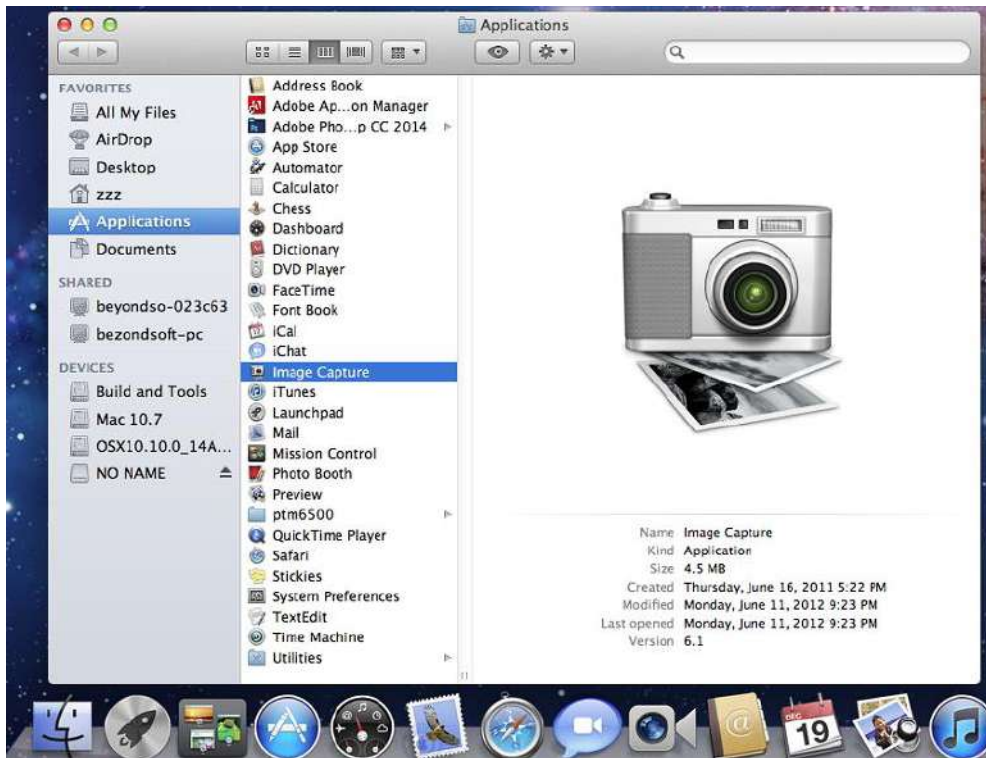 Applications
FAVORITES
All My Files
AirDrop
Desktop
zzz
Applications
Documents
SHARED
beyondso-023c63
bezondsoft-pc
DEVICES
Build and Tools
Mac 10.7
OSX10.10.0_14A...
NO NAME
Address Book
Adobe Ap...on Manager
Adobe Pho...p CC 2014
App Store
Automator
Calculator
Chess
Dashboard
Dictionary
DVD Player
FaceTime
Font Book
iCal
iChat
Image Capture
iTunes
Launchpad
Mail
Mission Control
Photo Booth
Preview
ptm6500
QuickTime Player
Safari
Stickies
System Preferences
TextEdit
Time Machine
Utilities
Name Image Capture
Kind Application
Size 4.5 MB
Created Thursday, June 16, 2011 5:22 PM
Modified Monday, June 11, 2012 9:23 PM
Last opened Monday, June 11, 2012 9:23 PM
Version 6.1
@
DEC
19